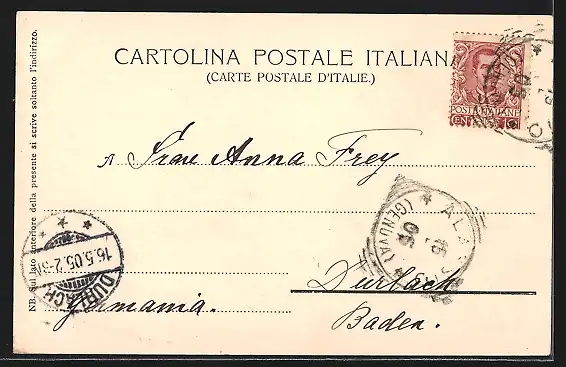 CARTOLINA POSTALE ITALIANA
(CARTE POSTALE D'ITALIE.)
NB. Sul lato anteriore della presente si scrive soltanto l'indirizzo.
POSTE ITALIANE
A Frau Anna Frey
ALASSIO
(GENOVA)
16.5.05.2-3
DURLACH
Durlach
Germania.
Baden.